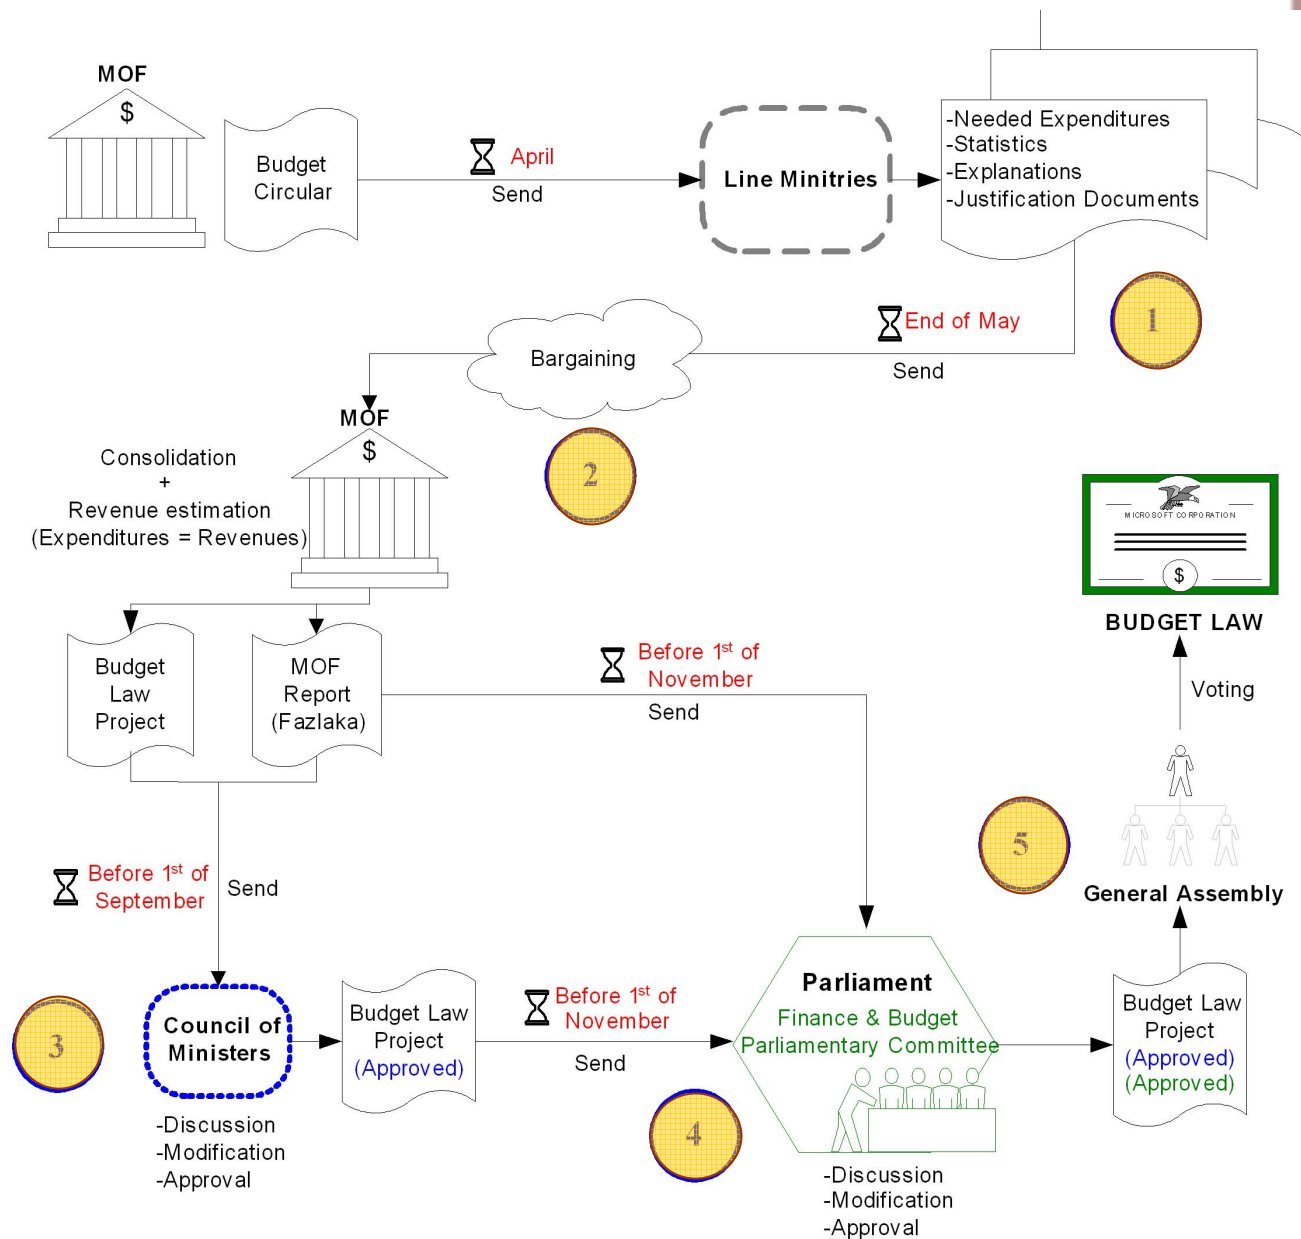 MOF
$
Budget
Circular
April
Send
Line Minitries
-Needed Expenditures
-Statistics
-Explanations
-Justification Documents
1
End of May
Send
Bargaining
2
MOF
$
Consolidation
+
Revenue estimation
(Expenditures = Revenues)
Budget
Law
Project
MOF
Report
(Fazlaka)
Before 1st of
November
Send
MICROSOFT CORPORATION
$
BUDGET LAW
Voting
5
General Assembly
Before 1st of
September
Send
3
Council of
Ministers
-Discussion
-Modification
-Approval
Budget Law
Project
(Approved)
Before 1st of
November
Send
4
Parliament
Finance & Budget
Parliamentary Committee
-Discussion
-Modification
-Approval
Budget Law
Project
(Approved)
(Approved)